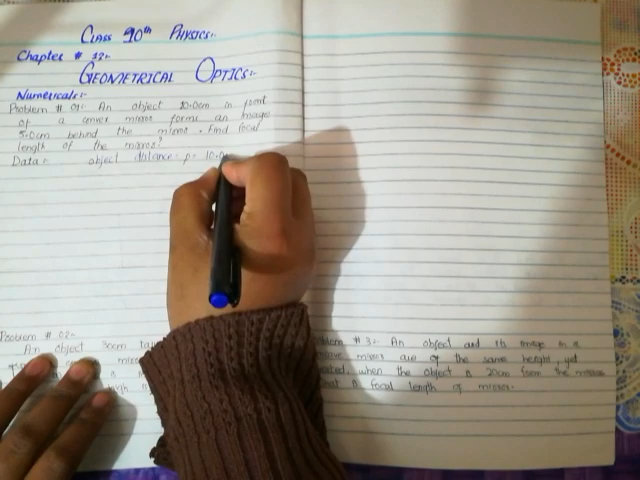 CLASS 10th PHYSICS:-
Chapter # 12:-
GEOMETRICAL OPTICS:-
Numericals:-
Problem # 01:- An object 10.0cm in front
of a convex mirror forms an image
5.0cm behind the mirror. Find focal
length of the mirror?
Data:- object distance: p= 10.0
Problem # 02:-
An object 30cm tall
Problem # 3:- An object and its image in a
mirror are of the same height, yet
when the object is 20cm form the mirror
is focal length of mirror.